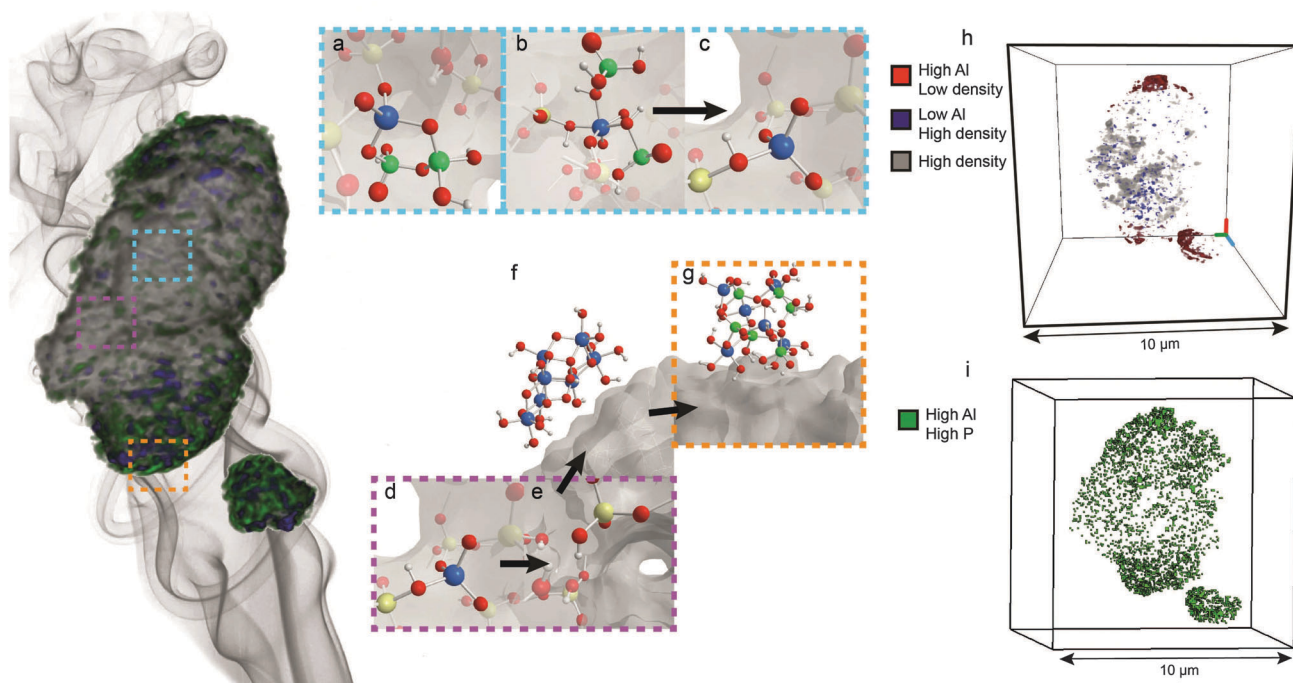 a
b
c
f
g
d
e
h
High Al
Low density
Low Al
High density
High density
10 µm
i
High Al
High P
10 µm